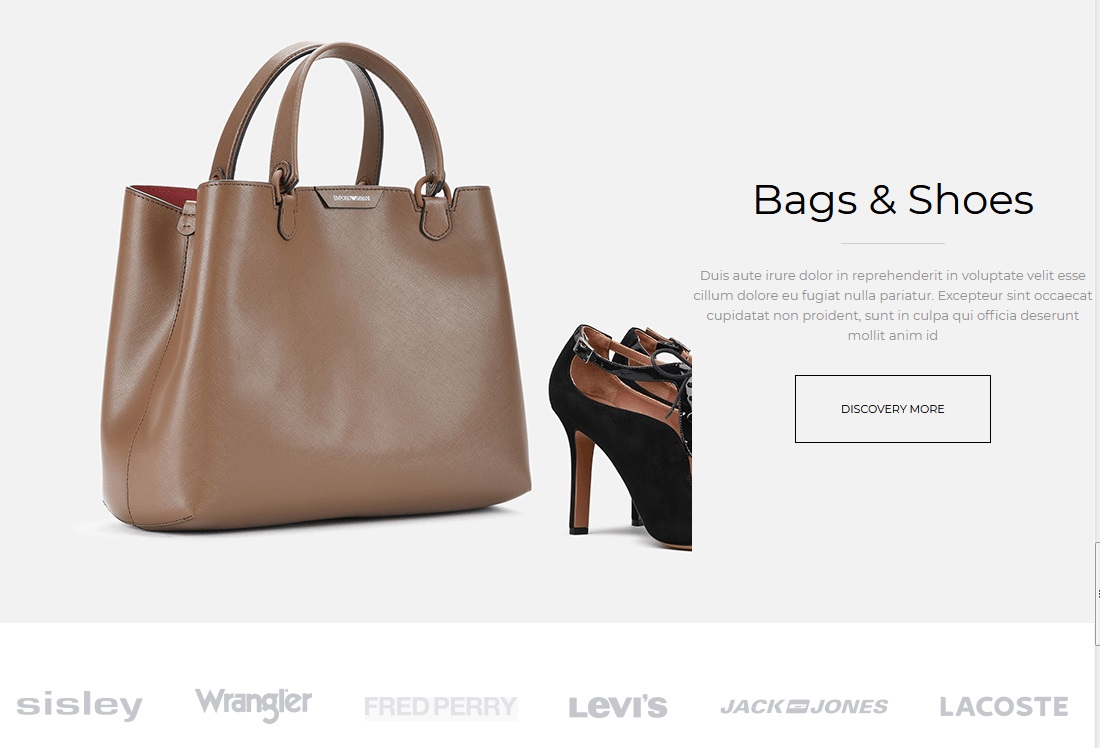 EMPORIO ARMANI
Bags & Shoes
Duis aute irure dolor in reprehenderit in voluptate velit esse
cillum dolore eu fugiat nulla pariatur. Excepteur sint occaecat
cupidatat non proident, sunt in culpa qui officia deserunt
mollit anim id
DISCOVERY MORE
sisley
Wrangler
FRED PERRY
Levi's
JACK JONES
LACOSTE